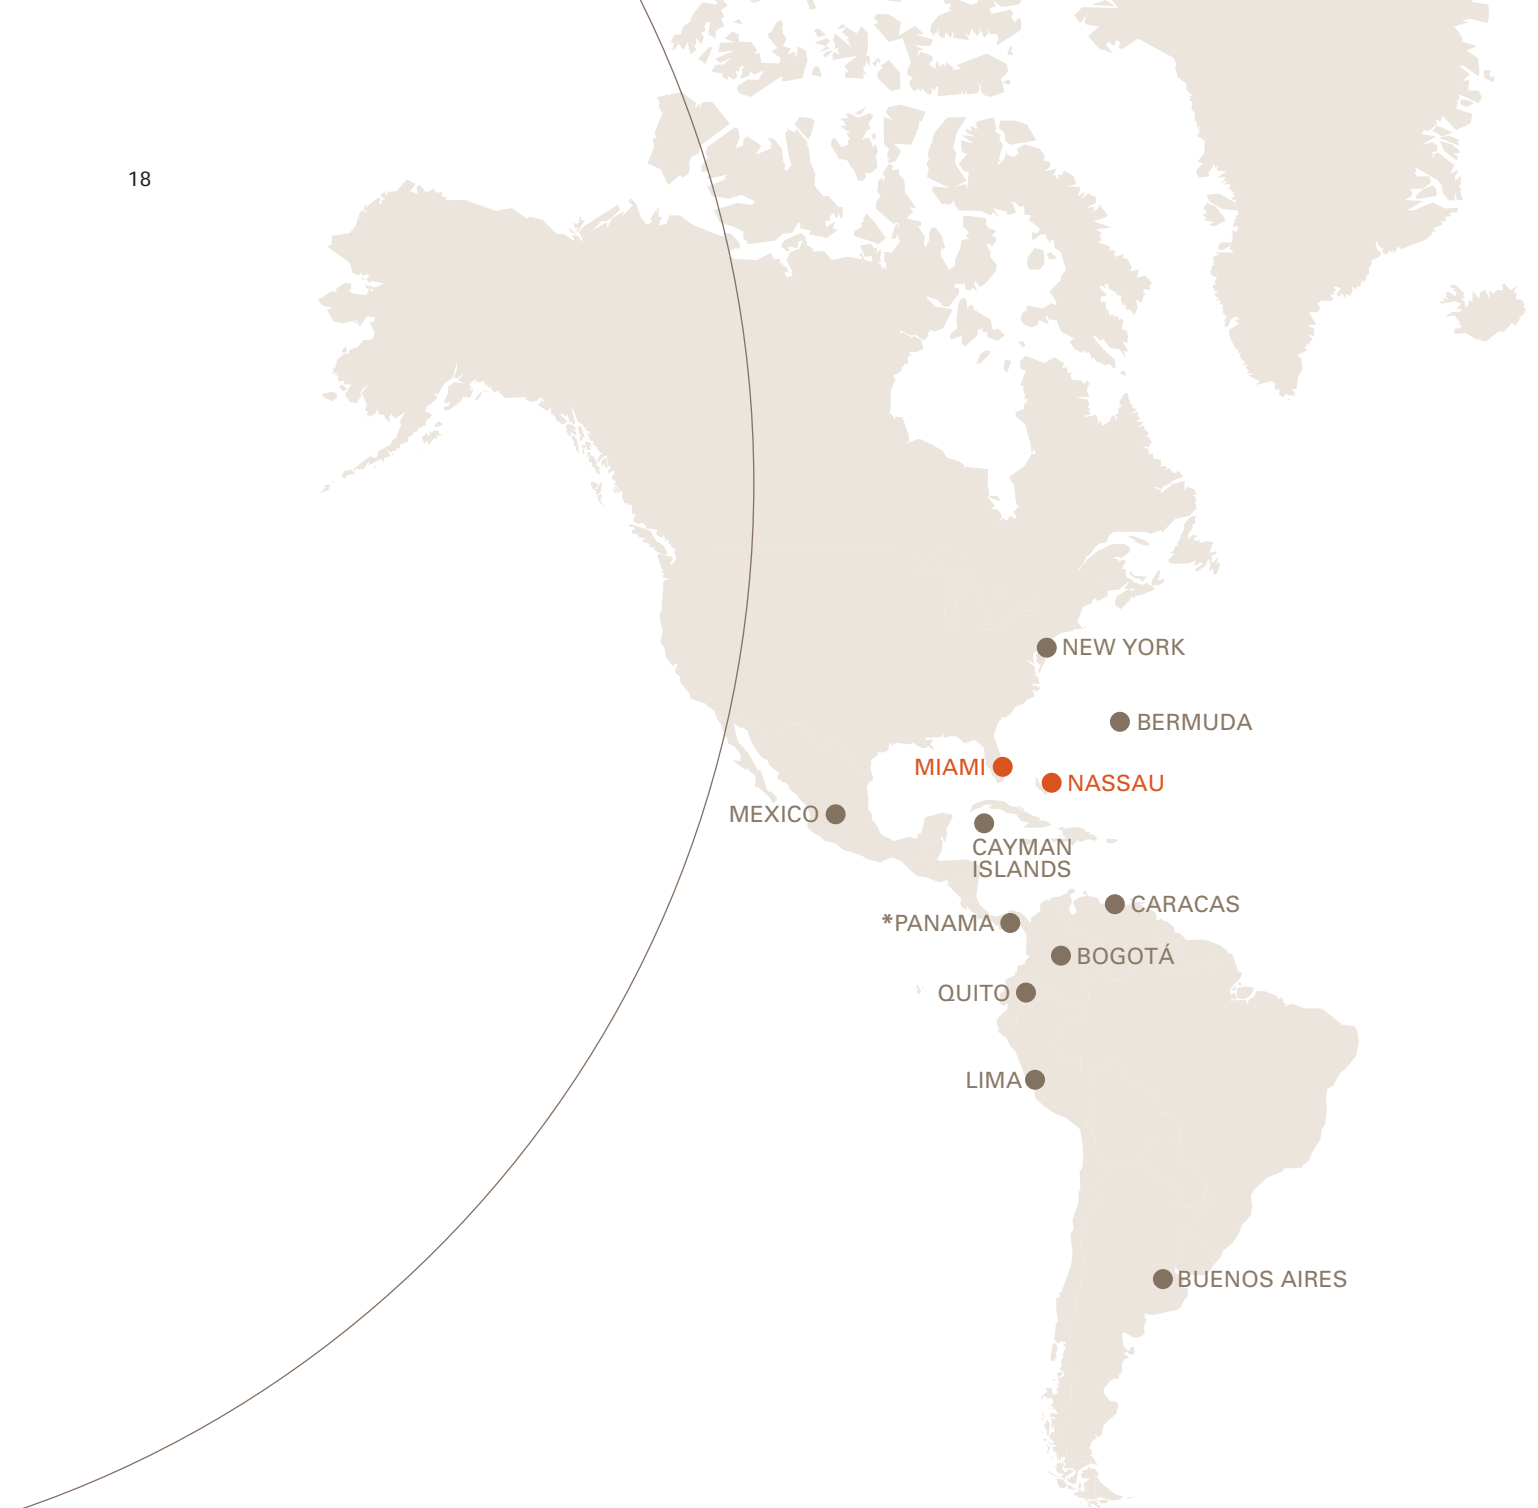 18
NEW YORK
BERMUDA
MIAMI
NASSAU
MEXICO
CAYMAN
ISLANDS
CARACAS
*PANAMA
BOGOTÁ
QUITO
LIMA
BUENOS AIRES